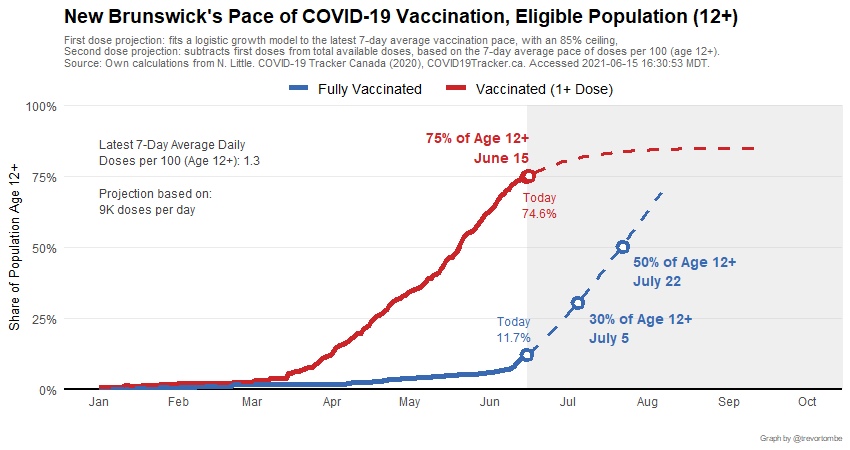 New Brunswick's Pace of COVID-19 Vaccination, Eligible Population (12+)
First dose projection: fits a logistic growth model to the latest 7-day average vaccination pace, with an 85% ceiling,
Second dose projection: subtracts first doses from total available doses, based on the 7-day average pace of doses per 100 (age 12+).
Source: Own calculations from N. Little. COVID-19 Tracker Canada (2020), COVID19Tracker.ca. Accessed 2021-06-15 16:30:53 MDT.
Fully Vaccinated
Vaccinated (1+ Dose)
Share of Population Age 12+
100%
75%
50%
25%
0%
Latest 7-Day Average Daily
Doses per 100 (Age 12+): 1.3
Projection based on:
9K doses per day
75% of Age 12+
June 15
Today
74.6%
50% of Age 12+
July 22
Today
11.7%
30% of Age 12+
July 5
Jan
Feb
Mar
Apr
May
Jun
Jul
Aug
Sep
Oct
Graph by @trevortombe